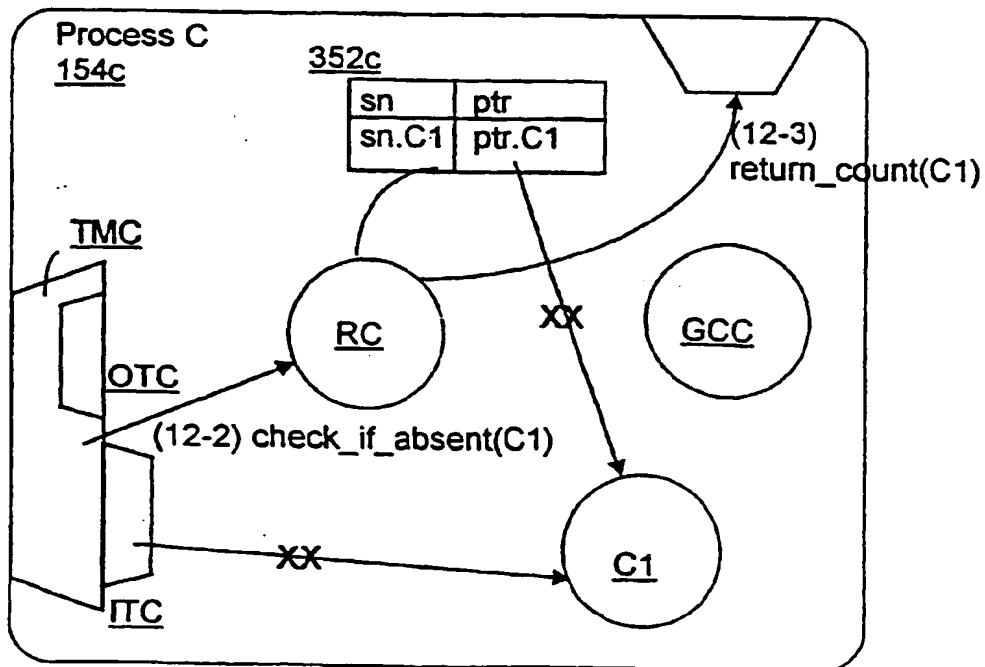 Process C
154c
352c
sn ptr
sn.C1 ptr.C1
(12-3)
return_count(C1)
TMC
RC
XX
GCC
OTC
(12-2) check_if_absent(C1)
XX
C1
ITC